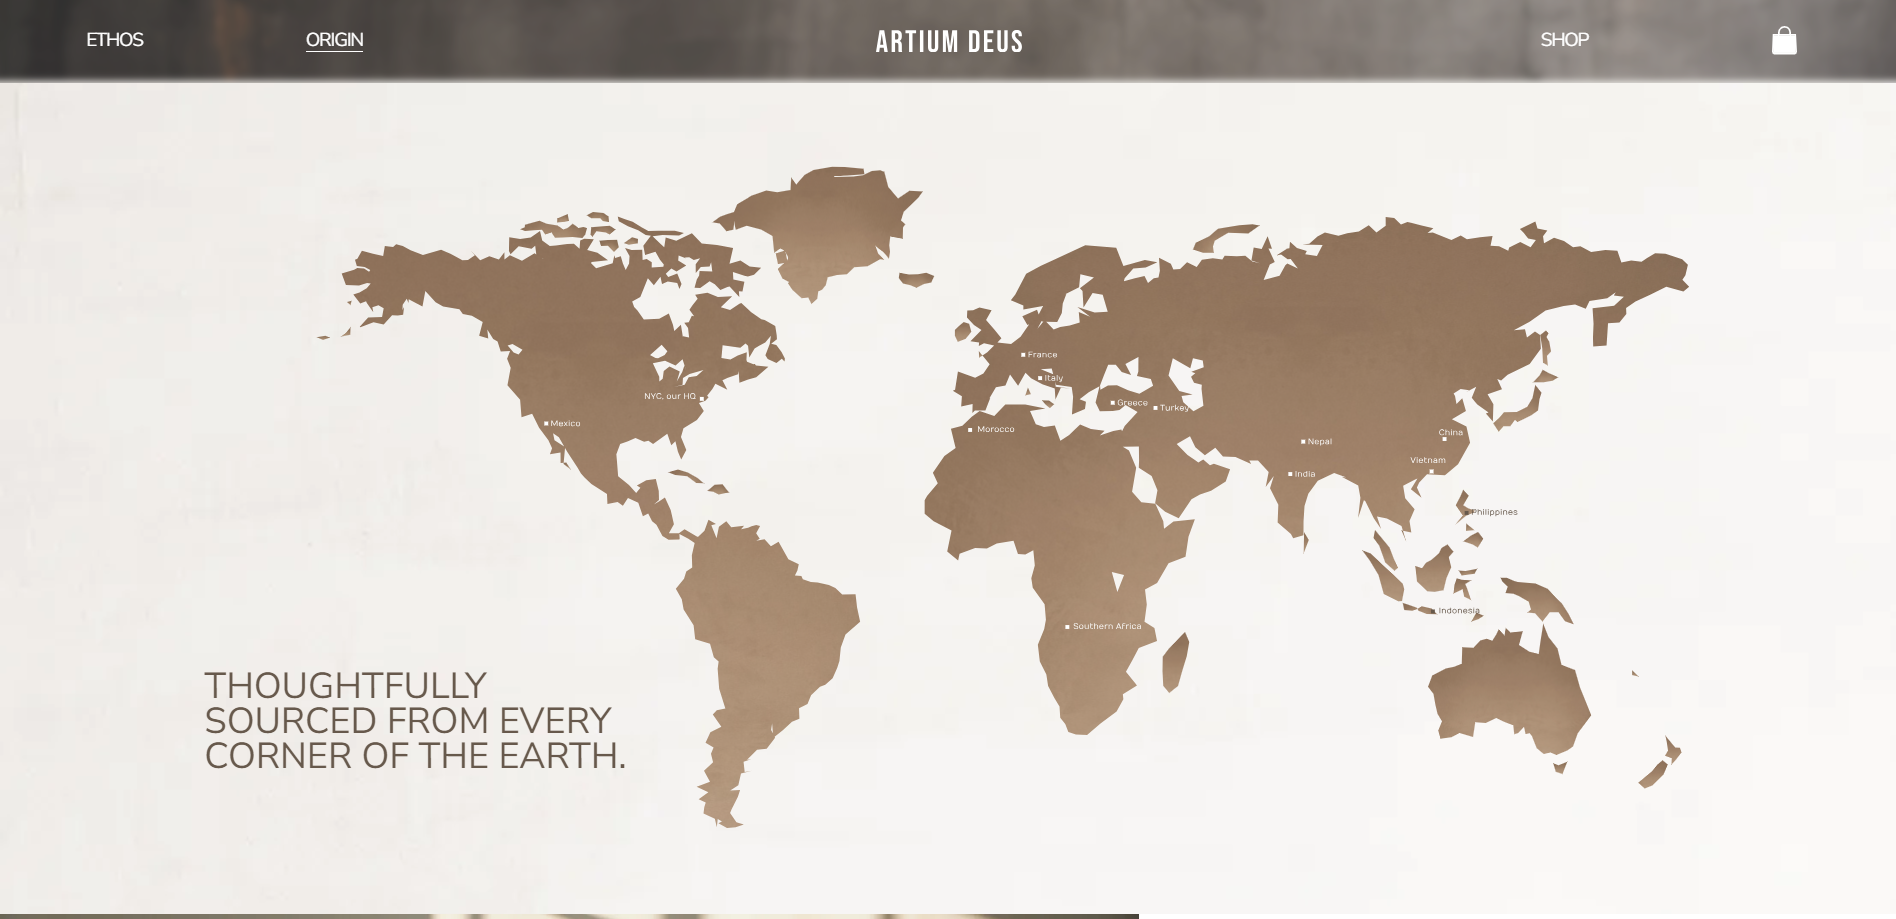 ETHOS
ORIGIN
ARTIUM DEUS
SHOP
France
Italy
NYC, our HQ
Greece
Turkey
Mexico
Morocco
China
Nepal
Vietnam
India
Philippines
Indonesia
Southern Africa
THOUGHTFULLY
SOURCED FROM EVERY
CORNER OF THE EARTH.